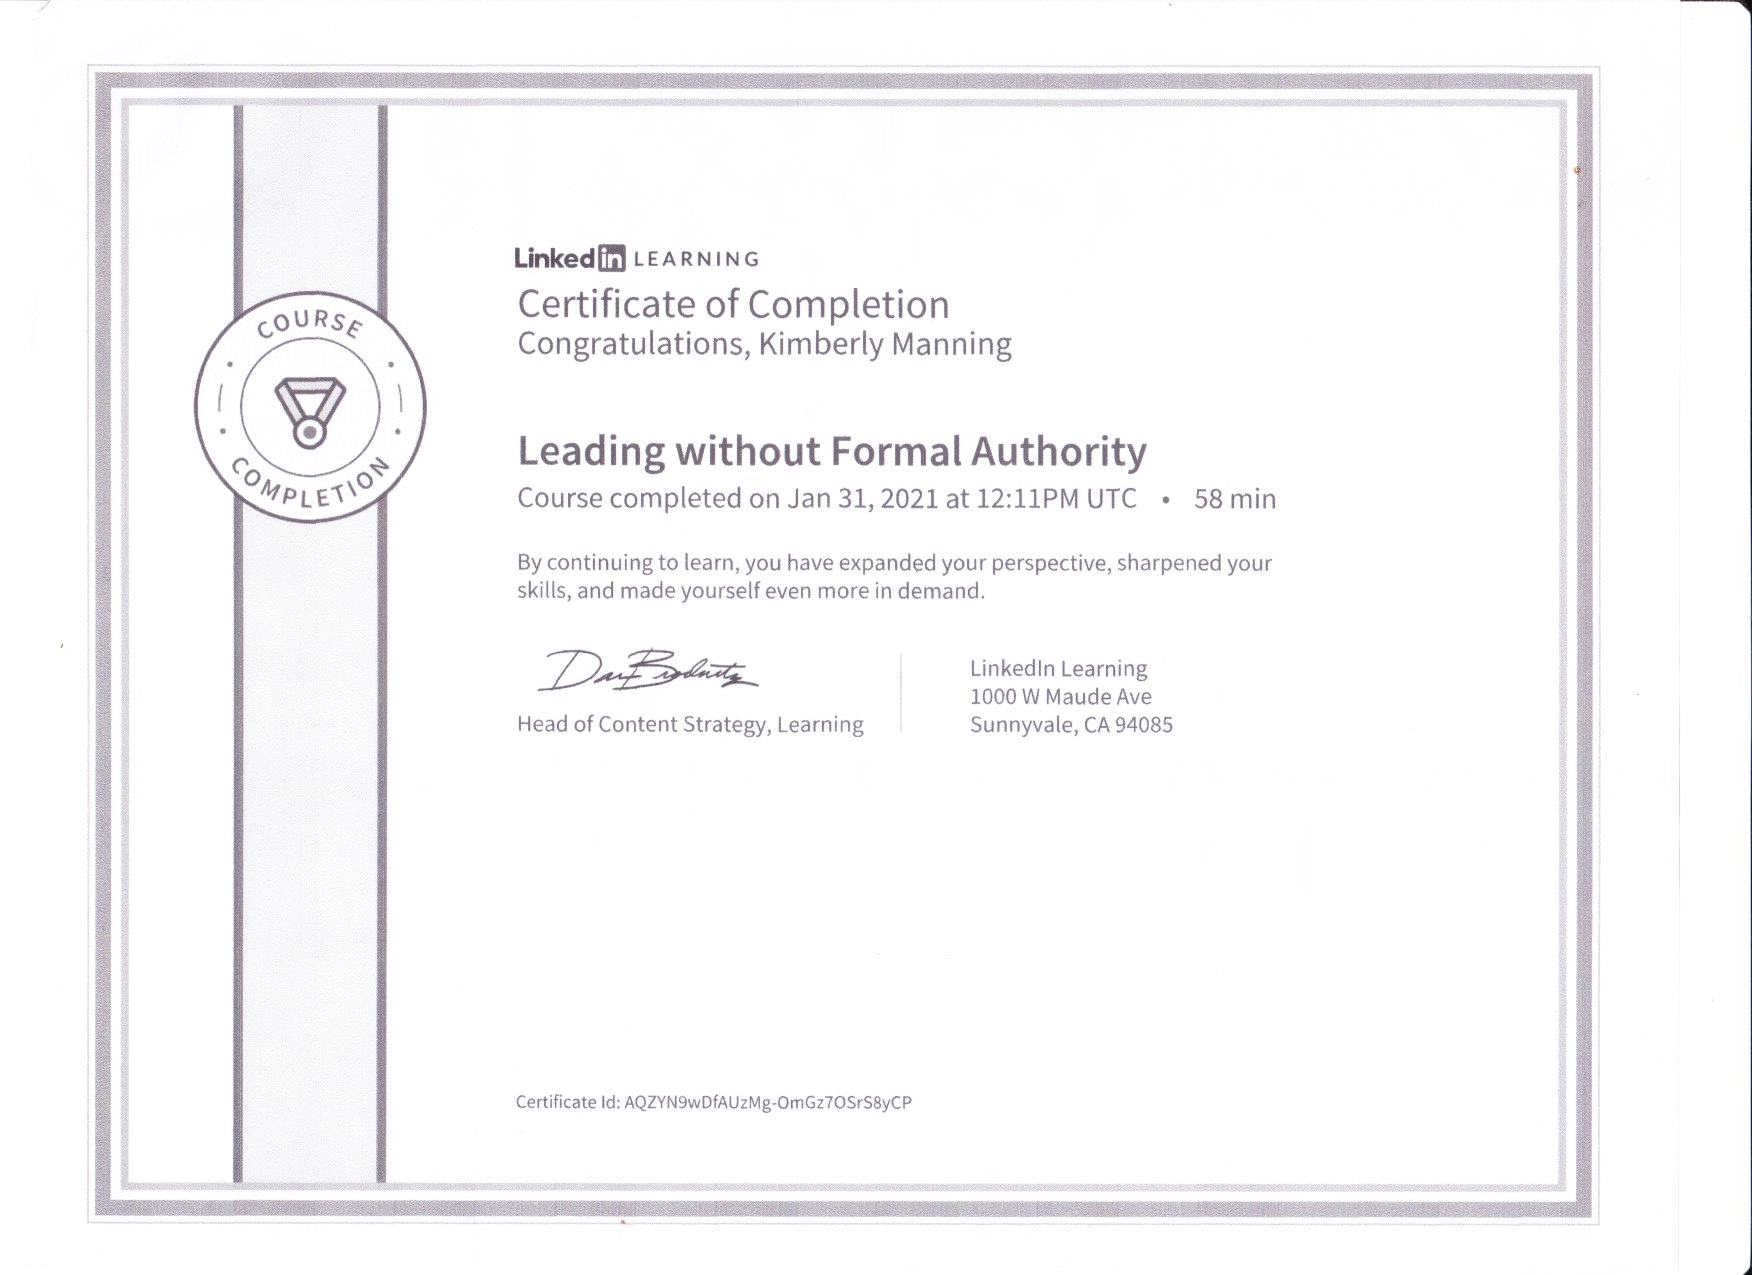 LinkedIn LEARNING
Certificate of Completion
Congratulations, Kimberly Manning
COURSE
COMPLETION
Leading without Formal Authority
Course completed on Jan 31, 2021 at 12:11PM UTC • 58 min
By continuing to learn, you have expanded your perspective, sharpened your
skills, and made yourself even more in demand.
Head of Content Strategy, Learning
LinkedIn Learning
1000 W Maude Ave
Sunnyvale, CA 94085
Certificate Id: AQZYN9wDfAUzMg-OmGz7OSrS8yCP